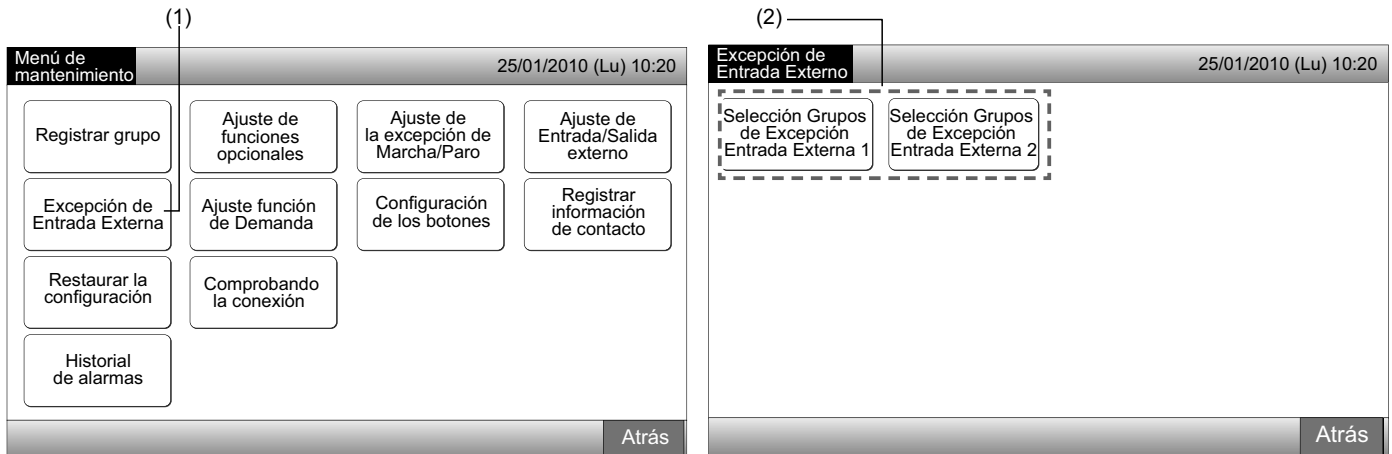 (1)
Menú de
mantenimiento
25/01/2010 (Lu) 10:20
Registrar grupo
Ajuste de
funciones
opcionales
Ajuste de
la excepción de
Marcha/Paro
Ajuste de
Entrada/Salida
externo
Excepción de
Entrada Externa
Ajuste función
de Demanda
Configuración
de los botones
Registrar
información
de contacto
Restaurar la
configuración
Comprobando
la conexión
Historial
de alarmas
Atrás
(2)
Excepción de
Entrada Externo
25/01/2010 (Lu) 10:20
Selección Grupos
de Excepción
Entrada Externa 1
Selección Grupos
de Excepción
Entrada Externa 2
Atrás